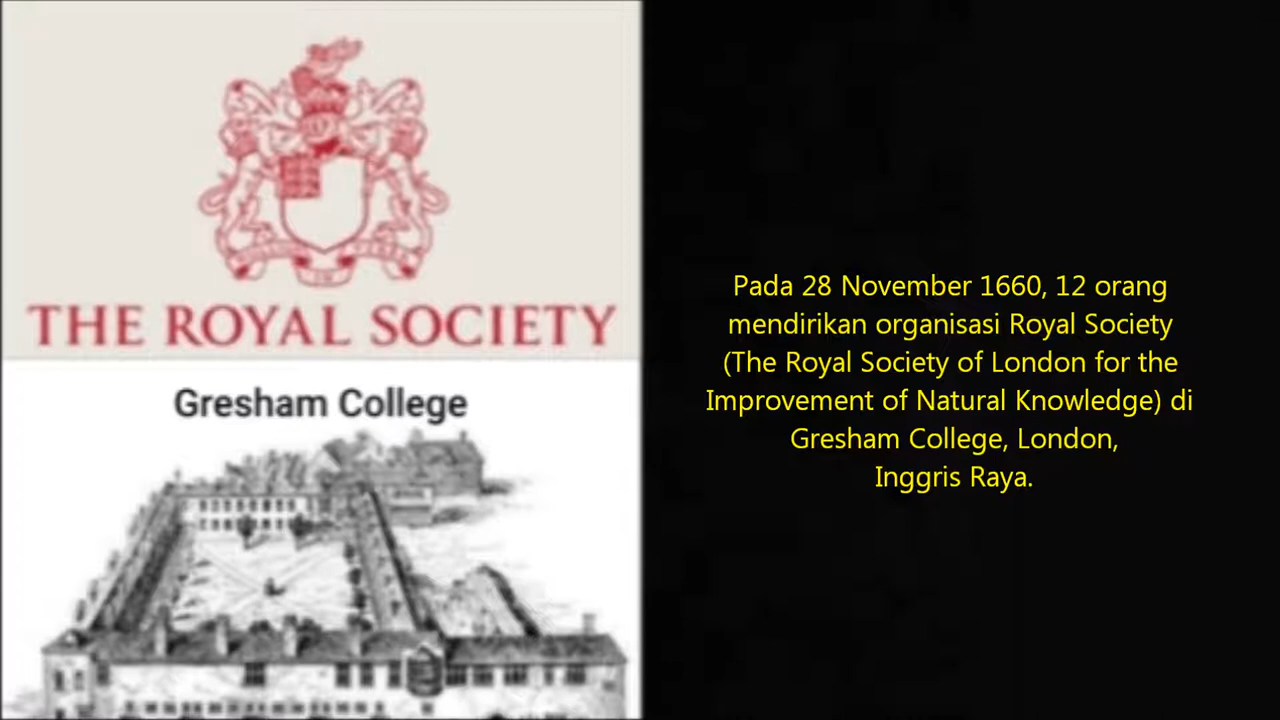 THE ROYAL SOCIETY
Gresham College
Pada 28 November 1660, 12 orang
mendirikan organisasi Royal Society
(The Royal Society of London for the
Improvement of Natural Knowledge) di
Gresham College, London,
Inggris Raya.